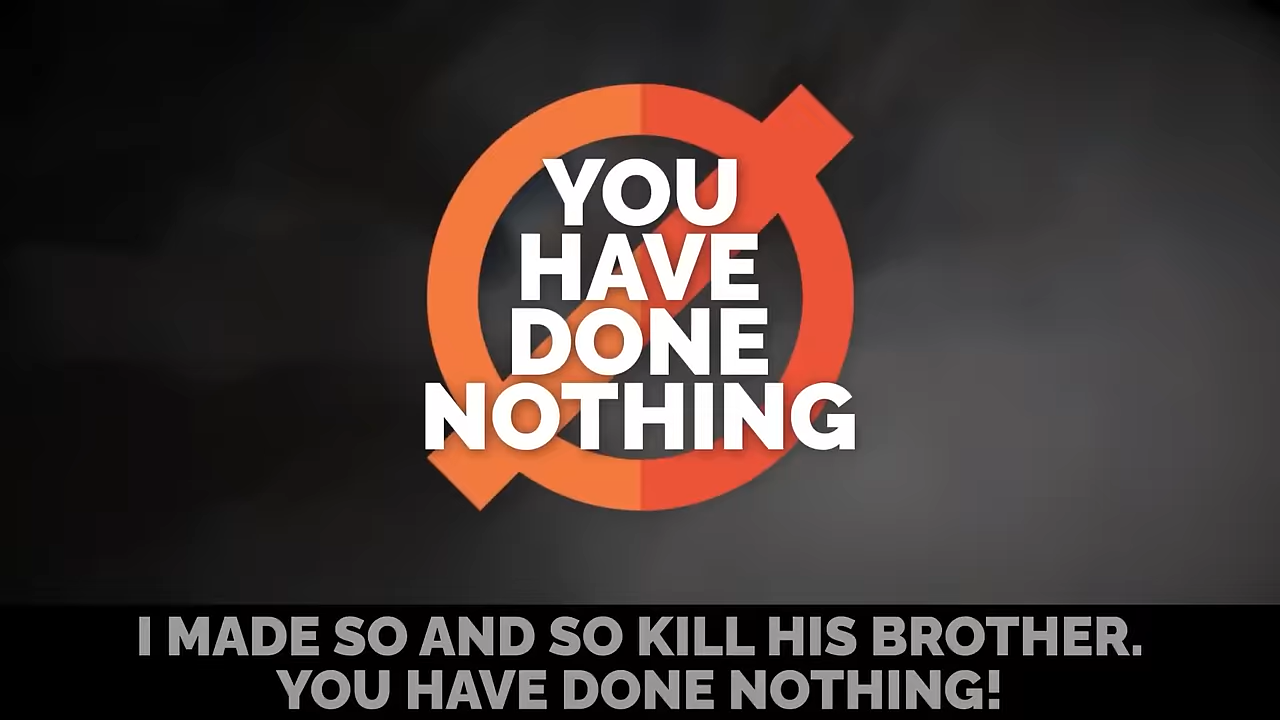 YOU
HAVE
DONE
NOTHING
I MADE SO AND SO KILL HIS BROTHER.
YOU HAVE DONE NOTHING!